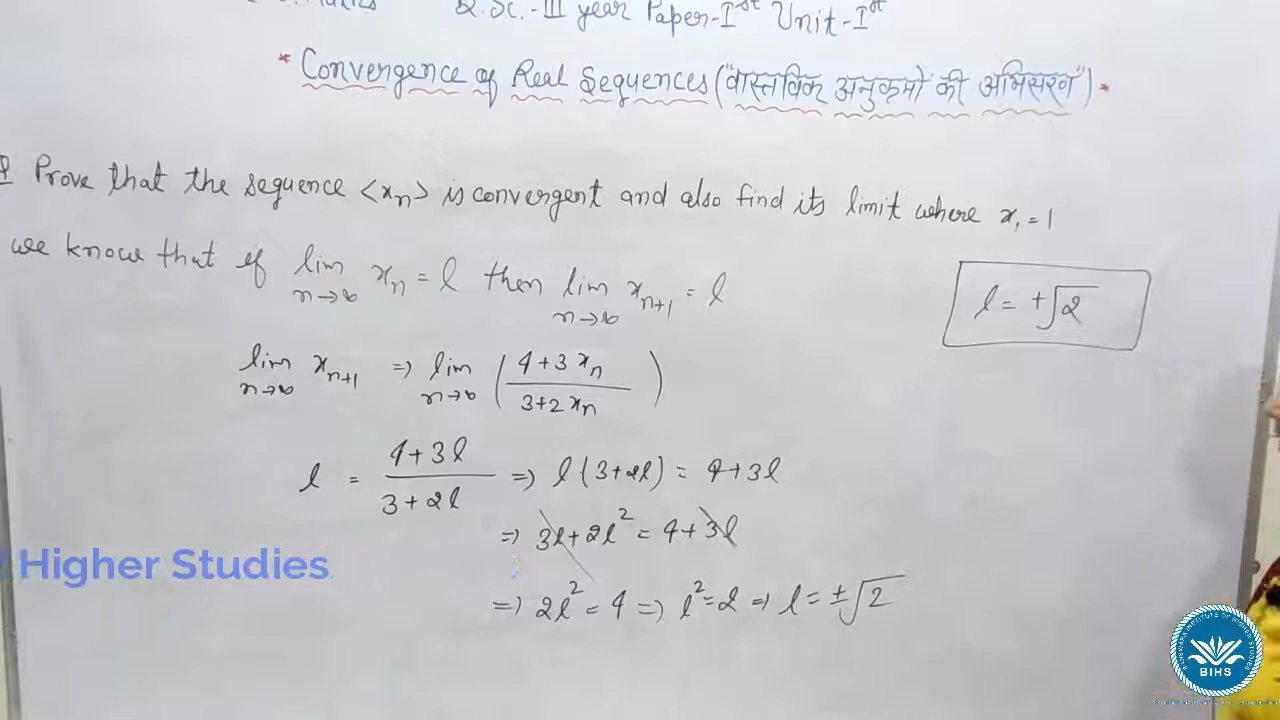 B.Sc.-III year Paper-Ist Unit-Ist
* Convergence of Real Sequences ("वास्तविक अनुक्रमों की अभिसरण") *
Prove that the sequence <xₙ> is convergent and also find its limit where x₁ = 1
we know that if lim n→∞ xₙ = l then lim n→∞ xₙ₊₁ = l
l = ±√2
lim n→∞ xₙ₊₁ ⇒ lim n→∞ ( 4+3xₙ / 3+2xₙ )
l = 4+3l / 3+2l ⇒ l(3+2l) = 4+3l
⇒ 3l+2l² = 4+3l
Higher Studies
⇒ 2l² = 4 ⇒ l² = 2 ⇒ l = ±√2
BIHS